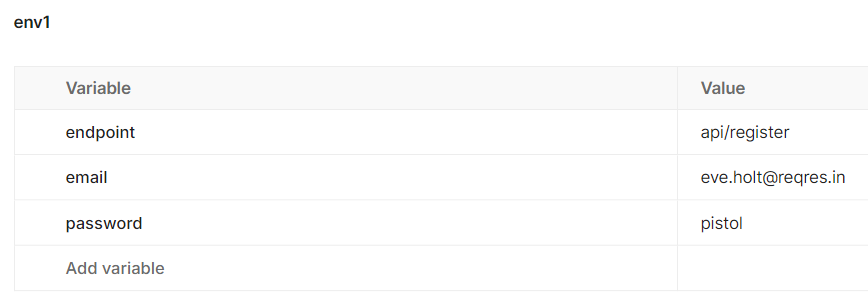 env1
Variable Value
endpoint api/register
email eve.holt@reqres.in
password pistol
Add variable